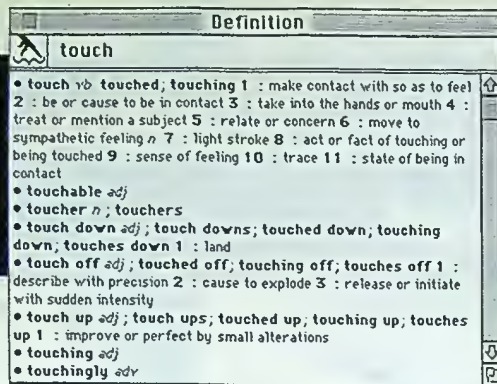 Definition
touch
• touch vb touched; touching 1 : make contact with so as to feel
2 : be or cause to be in contact 3 : take into the hands or mouth 4 :
treat or mention a subject 5 : relate or concern 6 : move to
sympathetic feeling n 7 : light stroke 8 : act or fact of touching or
being touched 9 : sense of feeling 10 : trace 11 : state of being in
contact
• touchable adj
• toucher n ; touchers
• touch down adj ; touch downs; touched down; touching
down; touches down 1 : land
• touch off adj ; touched off; touching off; touches off 1 :
describe with precision 2 : cause to explode 3 : release or initiate
with sudden intensity
• touch up adj ; touch ups; touched up; touching up; touches
up 1 : improve or perfect by small alterations
• touching adj
• touchingly adv